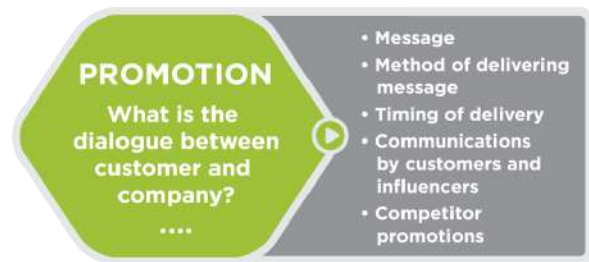 PROMOTION
What is the
dialogue between
customer and
company?
....
• Message
• Method of delivering
message
• Timing of delivery
• Communications
by customers and
influencers
• Competitor
promotions